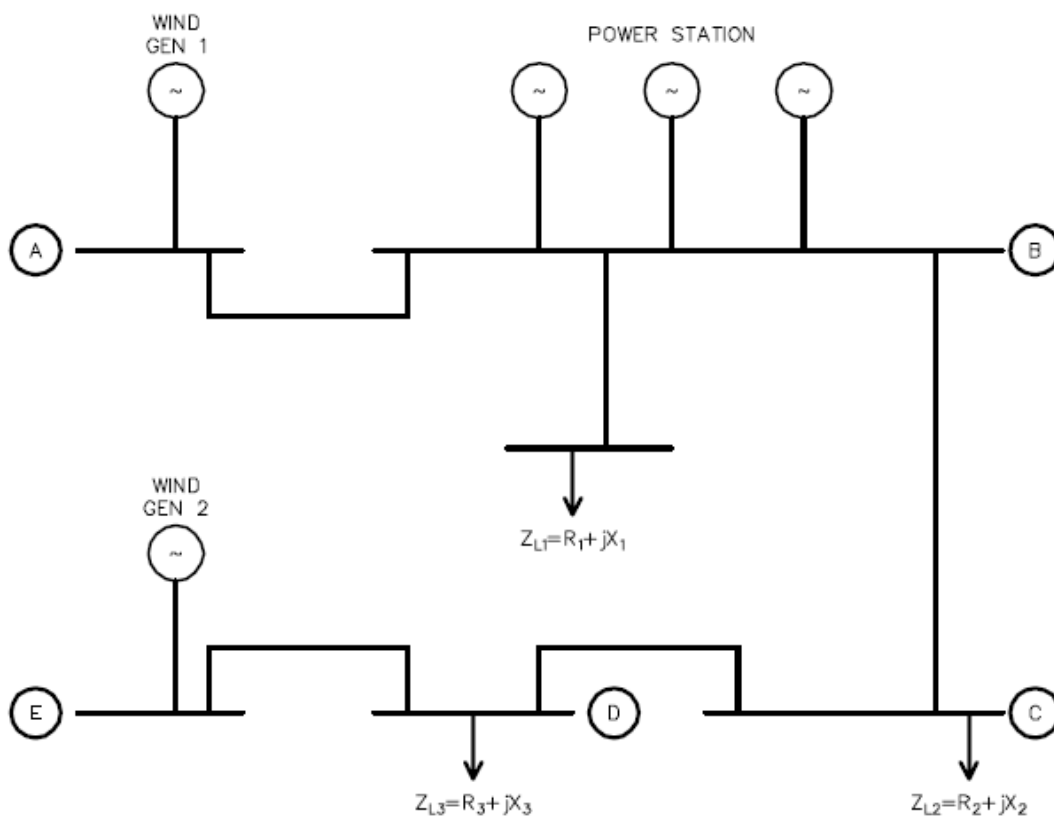 WIND
GEN 1
POWER STATION
~
~
~
~
A
B
Z_L1=R_1+jX_1
WIND
GEN 2
~
E
D
C
Z_L3=R_3+jX_3
Z_L2=R_2+jX_2